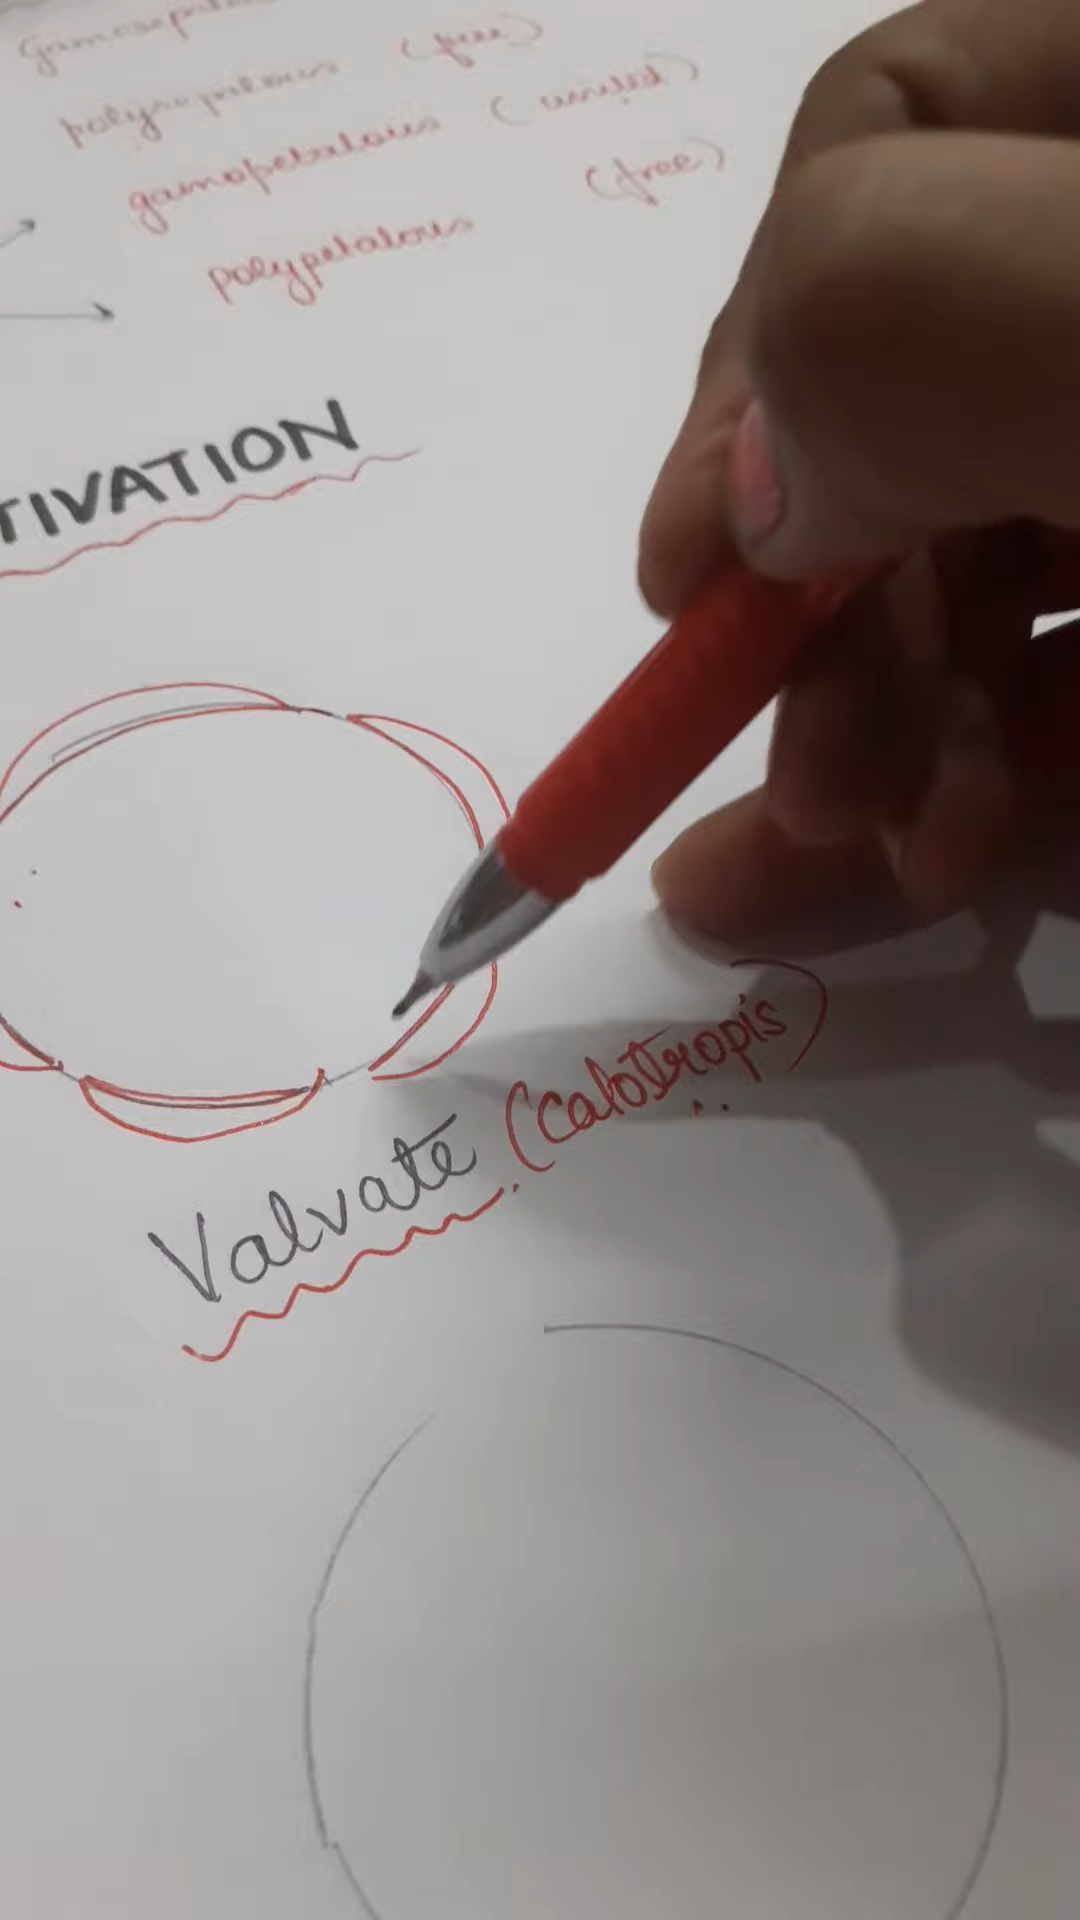 polysepalous (free)
gamopetalous (united)
polypetalous (free)
TIVATION
Valvate (calotropis)